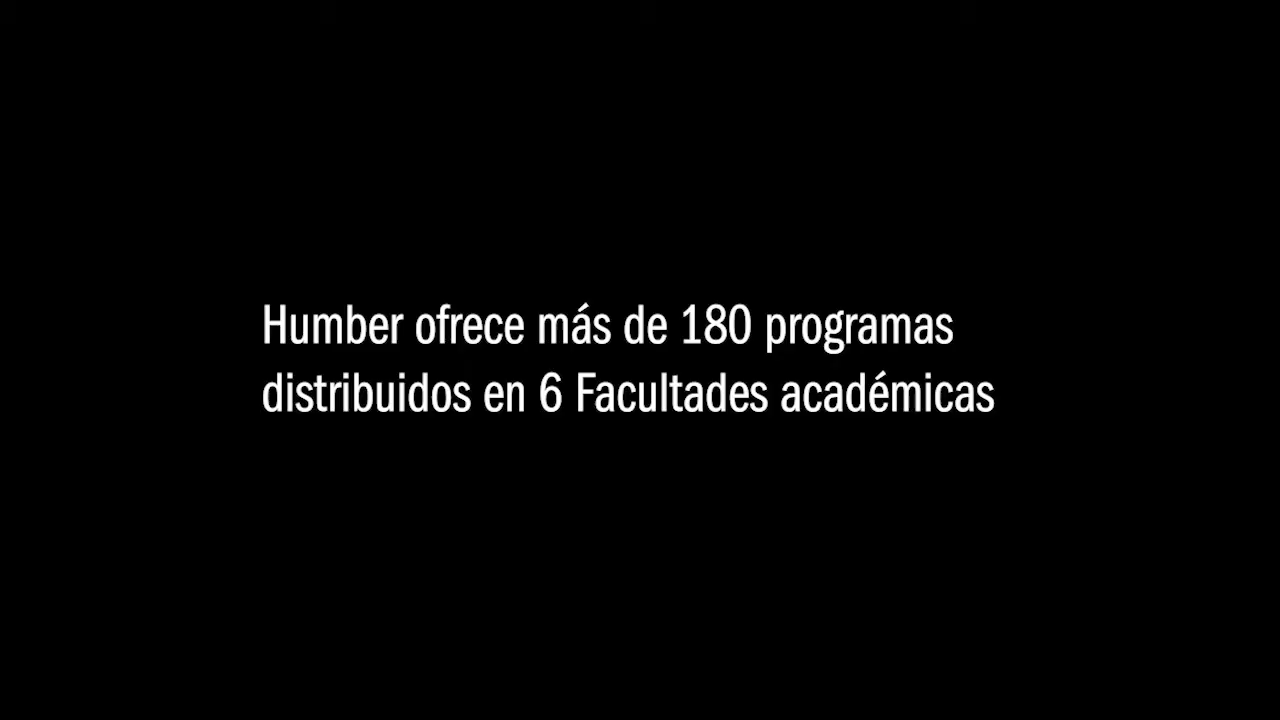 Humber ofrece más de 180 programas
distribuidos en 6 Facultades académicas